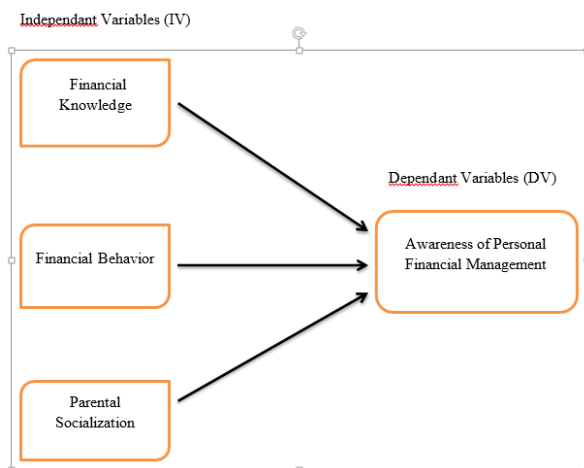 Independant Variables (IV)
Financial
Knowledge
Dependant Variables (DV)
Financial Behavior
Awareness of Personal
Financial Management
Parental
Socialization